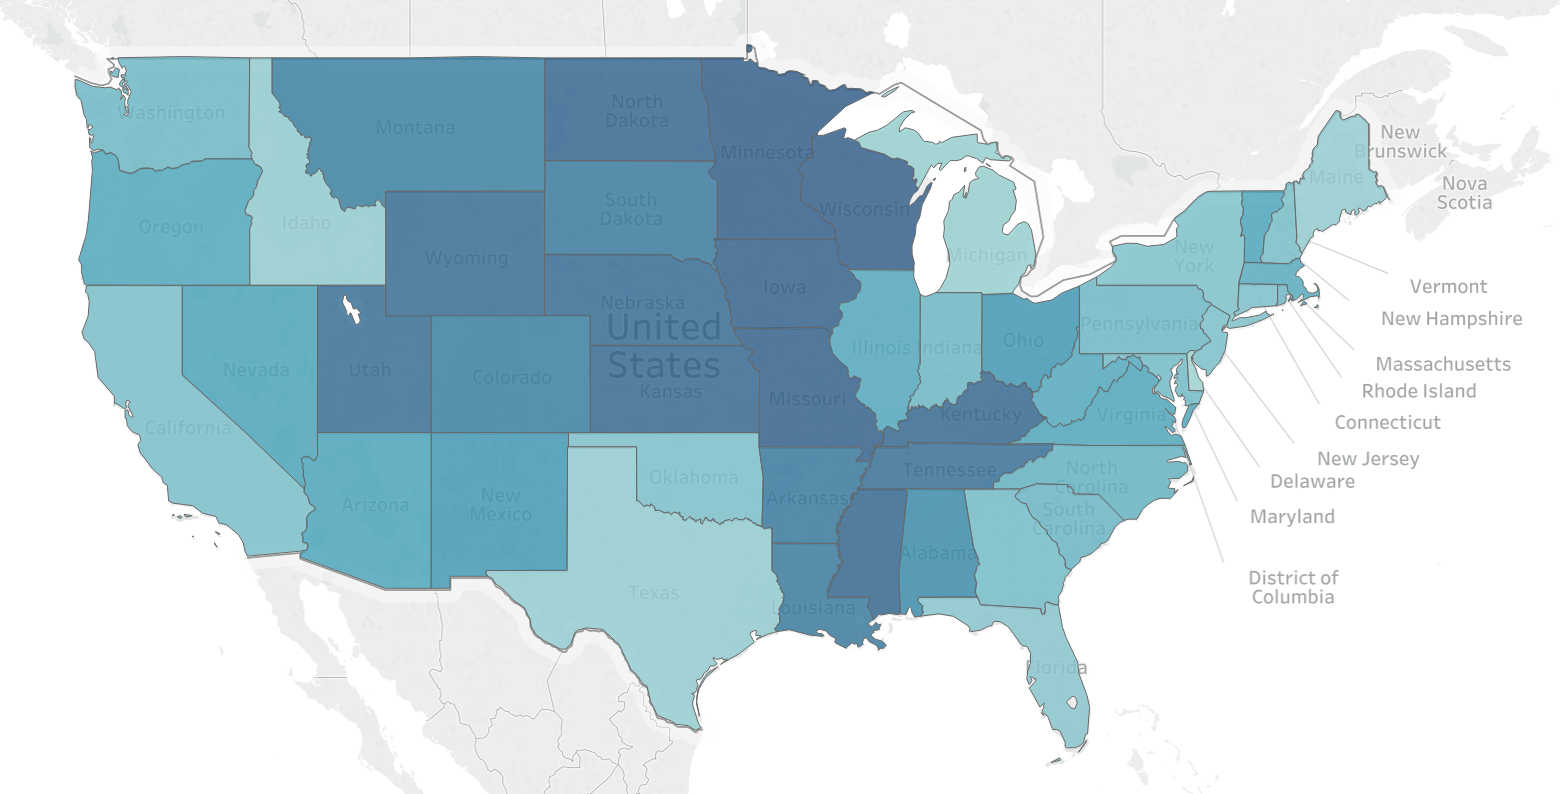 Washington
Montana
North
Dakota
Minnesota
New
Brunswick
Maine
Nova
Scotia
Oregon
Idaho
South
Dakota
Wisconsin
Wyoming
Michigan
New
York
Vermont
Iowa
Nebraska
New Hampshire
United
States
Pennsylvania
Illinois
ndiana
Ohio
Nevada
Utah
Colorado
Kansas
Massachusetts
Rhode Island
Missouri
Kentucky
Virginia
Connecticut
California
New Jersey
Tennessee
North
Carolina
Oklahoma
Delaware
Arizona
New
Mexico
Arkansas
South
Carolina
Maryland
Alabama
Texas
Louisiana
District of
Columbia
Florida